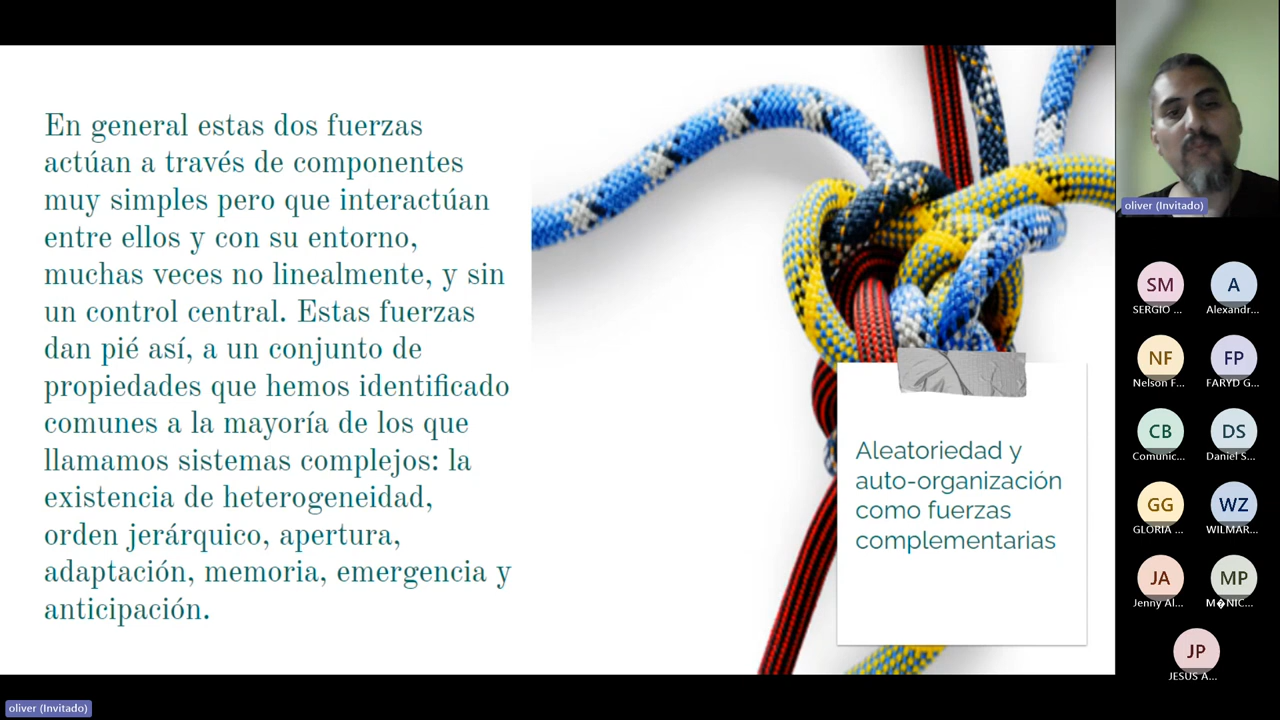 En general estas dos fuerzas
actúan a través de componentes
muy simples pero que interactúan
entre ellos y con su entorno,
muchas veces no linealmente, y sin
un control central. Estas fuerzas
dan pié así, a un conjunto de
propiedades que hemos identificado
comunes a la mayoría de los que
llamamos sistemas complejos: la
existencia de heterogeneidad,
orden jerárquico, apertura,
adaptación, memoria, emergencia y
anticipación.
Aleatoriedad y
auto-organización
como fuerzas
complementarias
oliver (Invitado)
SM
SERGIO ...
A
Alexandr...
NF
Nelson F...
FP
FARYD G...
CB
Comunic...
DS
Daniel S...
GG
GLORIA ...
WZ
WILMAR...
JA
Jenny Al...
MP
M�NIC...
JP
JESÚS A...
oliver (Invitado)